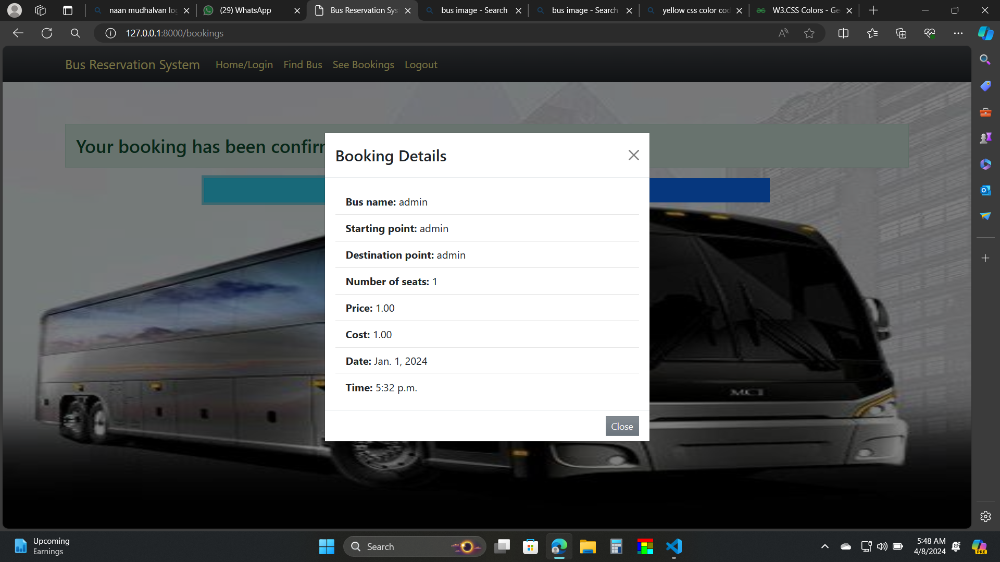 naan mudhalvan lo
(29) WhatsApp
Bus Reservation Sys
bus image - Search
bus image - Search
yellow css color cod
W3.CSS Colors - Ge
127.0.0.1:8000/bookings
Bus Reservation System
Home/Login
Find Bus
See Bookings
Logout
Your booking has been confir
Booking Details
Bus name: admin
Starting point: admin
Destination point: admin
Number of seats: 1
Price: 1.00
Cost: 1.00
Date: Jan. 1, 2024
Time: 5:32 p.m.
MCI
Close
Upcoming
Earnings
Search
5:48 AM
4/8/2024
PRE